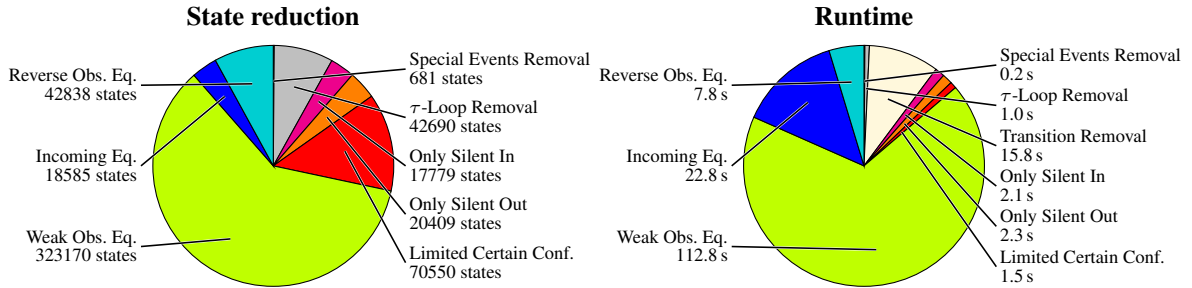 State reduction
Reverse Obs. Eq.
42838 states
Incoming Eq.
18585 states
Weak Obs. Eq.
323170 states
Special Events Removal
681 states
τ-Loop Removal
42690 states
Only Silent In
17779 states
Only Silent Out
20409 states
Limited Certain Conf.
70550 states
Runtime
Reverse Obs. Eq.
7.8 s
Incoming Eq.
22.8 s
Weak Obs. Eq.
112.8 s
Special Events Removal
0.2 s
τ-Loop Removal
1.0 s
Transition Removal
15.8 s
Only Silent In
2.1 s
Only Silent Out
2.3 s
Limited Certain Conf.
1.5 s